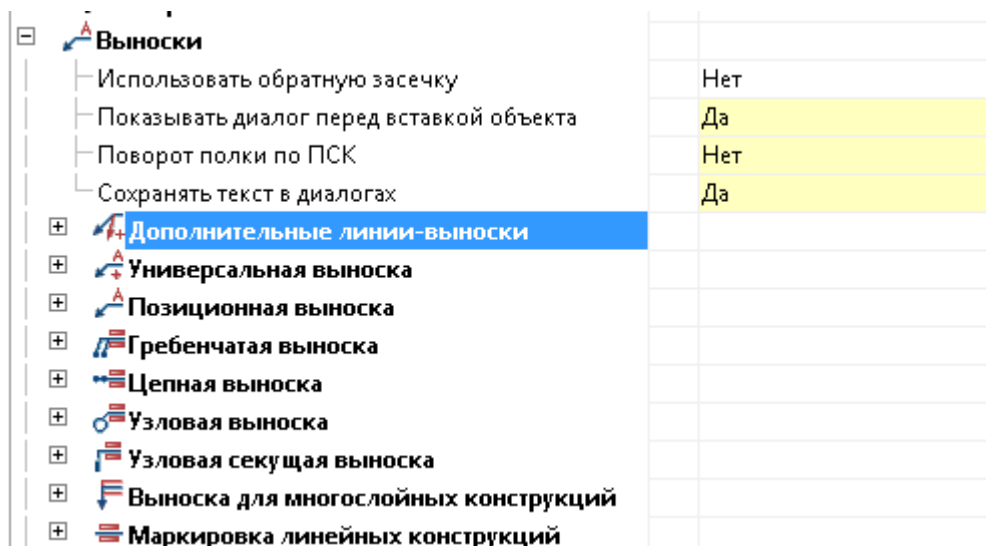 Выноски
Использовать обратную засечку Нет
Показывать диалог перед вставкой объекта Да
Поворот полки по ПСК Нет
Сохранять текст в диалогах Да
Дополнительные линии-выноски
Универсальная выноска
Позиционная выноска
Гребенчатая выноска
Цепная выноска
Узловая выноска
Узловая секущая выноска
Выноска для многослойных конструкций
Маркировка линейных конструкций